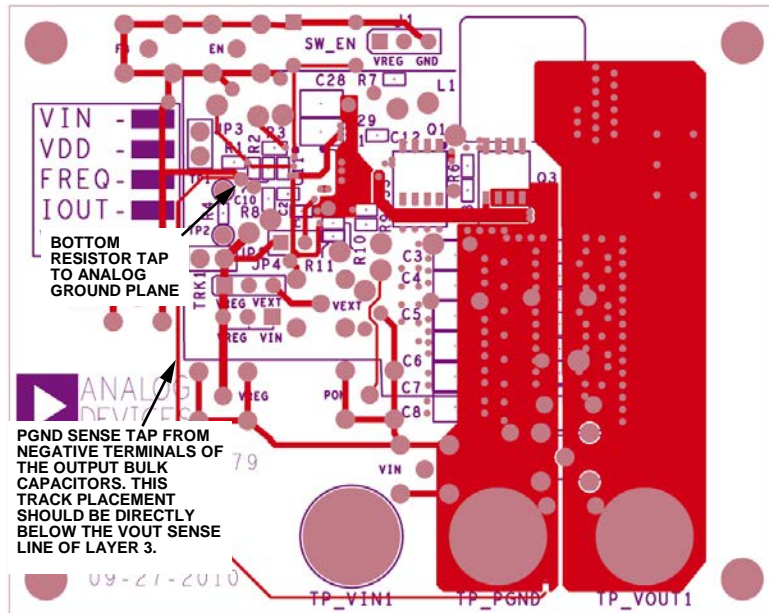 J1
SW_EN
VREG GND
EN
C28
R7
L1
VIN -
VDD -
FREQ-
IOUT -
JP3
R1
R2
R3
C12
Q1
R6
Q3
R4
C10
R8
TP2
JP4
R11
R10
R9
TRK1
C3
C4
C5
C6
C7
C8
VREG VEXT
VEXT
VREG VIN
BOTTOM
RESISTOR TAP
TO ANALOG
GROUND PLANE
ANALOG
DEVICES
VREG
PGND SENSE TAP FROM
NEGATIVE TERMINALS OF
THE OUTPUT BULK
CAPACITORS. THIS
TRACK PLACEMENT
SHOULD BE DIRECTLY
BELOW THE VOUT SENSE
LINE OF LAYER 3.
79
VIN
09-27-2010
TP_VIN1
TP_PGND
TP_VOUT1